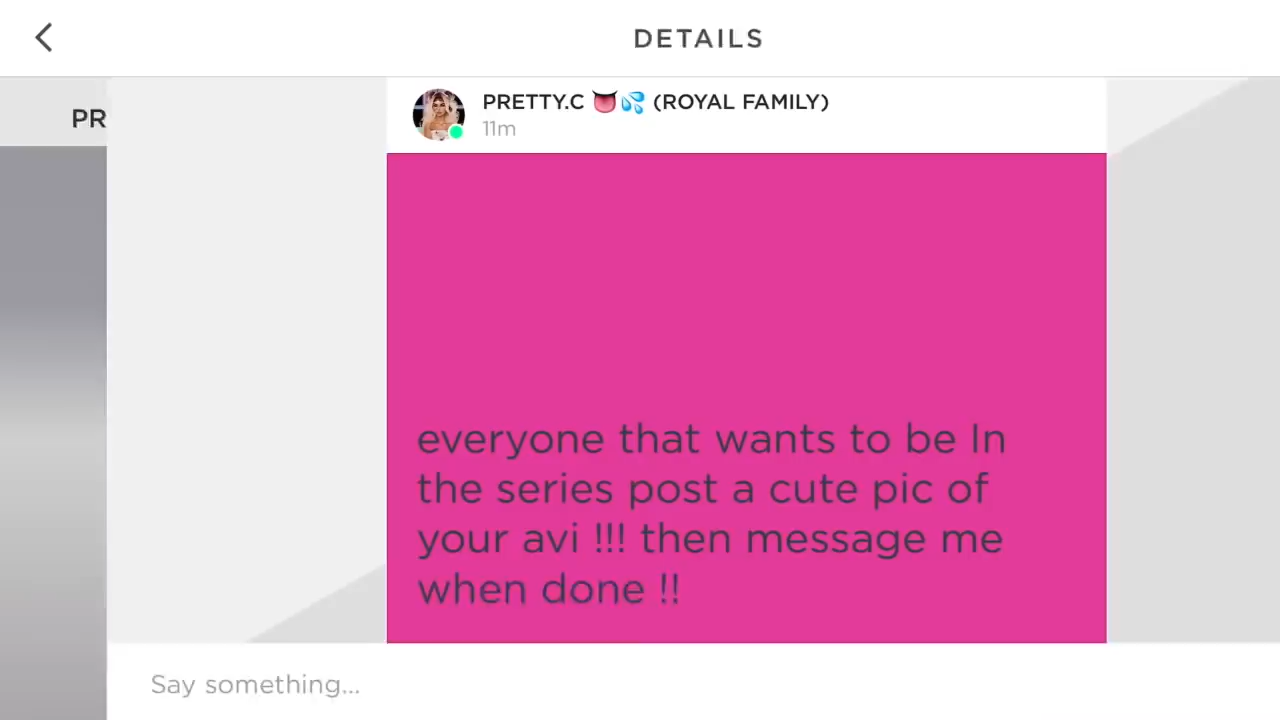 DETAILS
PR
PRETTY.C 👅💦 (ROYAL FAMILY)
11m
everyone that wants to be In
the series post a cute pic of
your avi !!! then message me
when done !!
Say something...